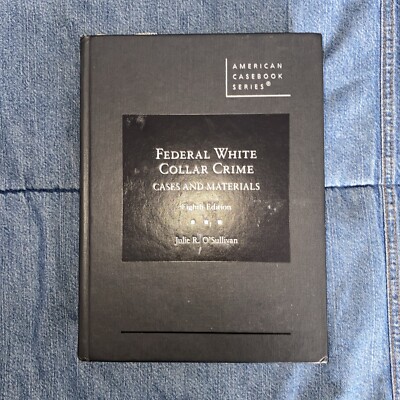 AMERICAN
CASEBOOK
SERIES®
FEDERAL WHITE
COLLAR CRIME
CASES AND MATERIALS
Eighth Edition
Julie R. O'Sullivan